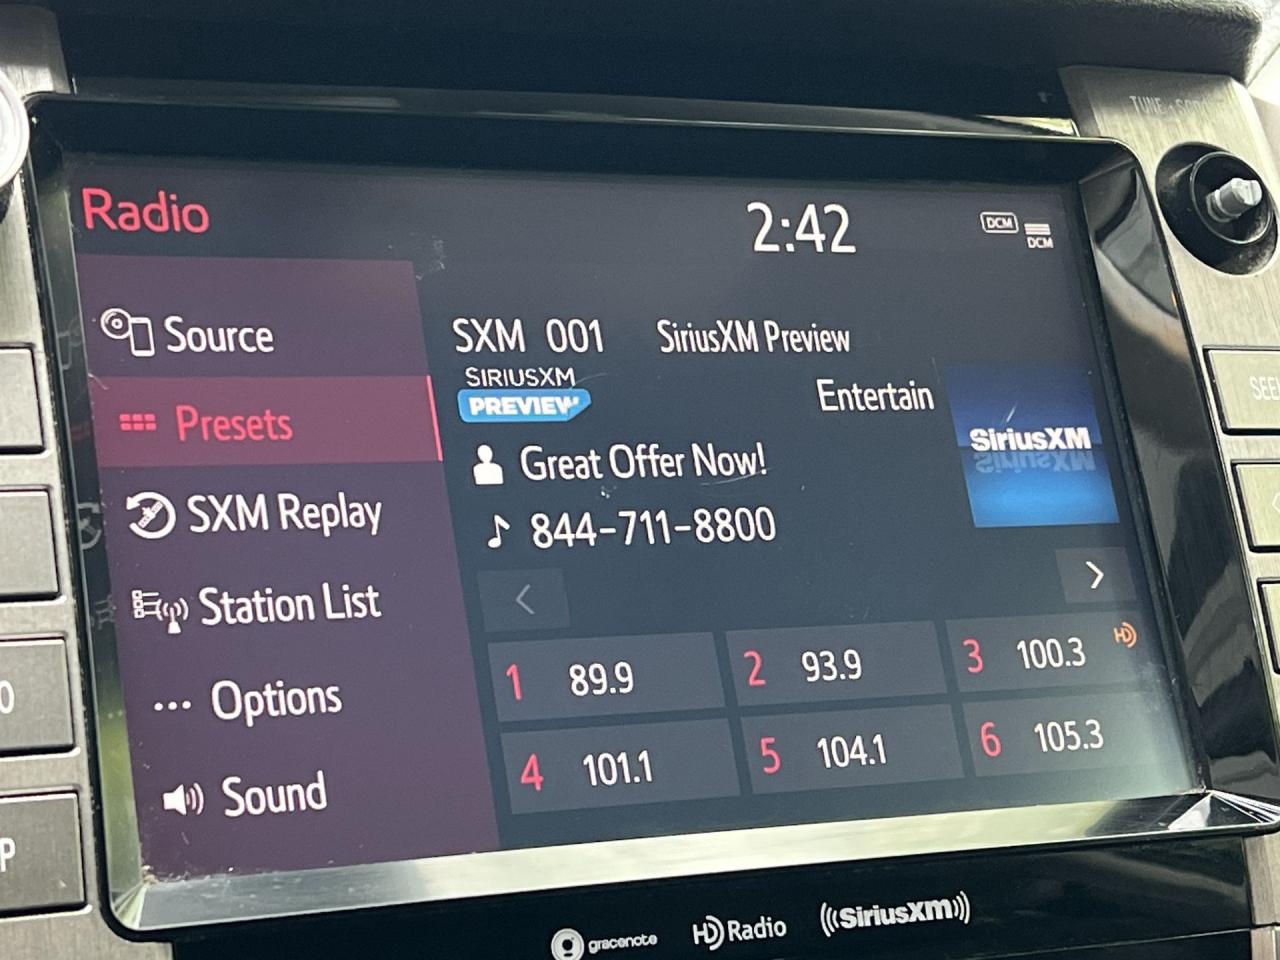 TUNE
Radio
2:42
DCM
DCM
Source
Presets
SXM Replay
Station List
Options
Sound
SXM 001 SiriusXM Preview
SIRIUSXM
PREVIEW
Entertain
SiriusXM
Great Offer Now!
844-711-8800
1 89.9
2 93.9
3 100.3 HD
4 101.1
5 104.1
6 105.3
gracenote
HD Radio
SiriusXM